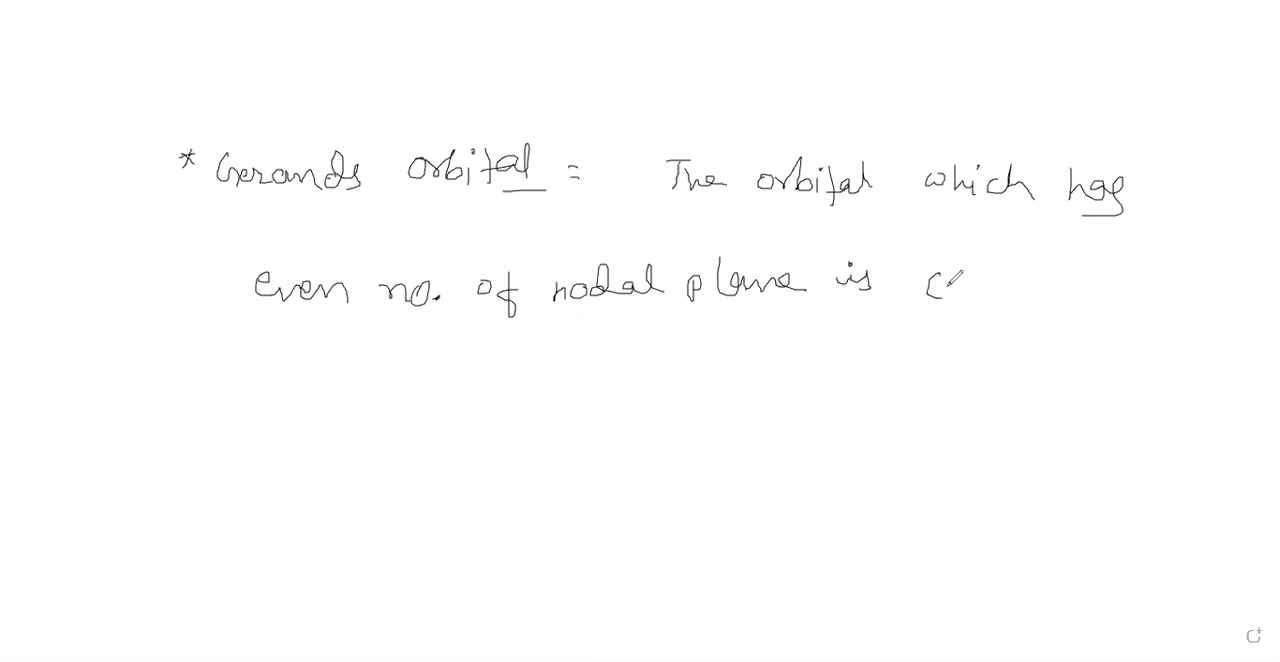 * Gerands orbital = The orbital which has
even no. of nodal plane is c